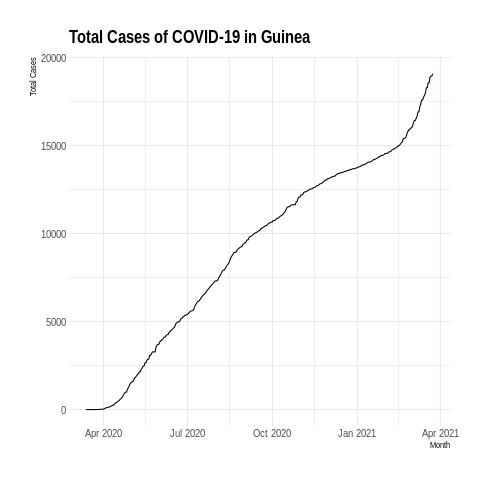 Total Cases of COVID-19 in Guinea
Total Cases
20000
15000
10000
5000
0
Apr 2020 Jul 2020 Oct 2020 Jan 2021 Apr 2021
Month